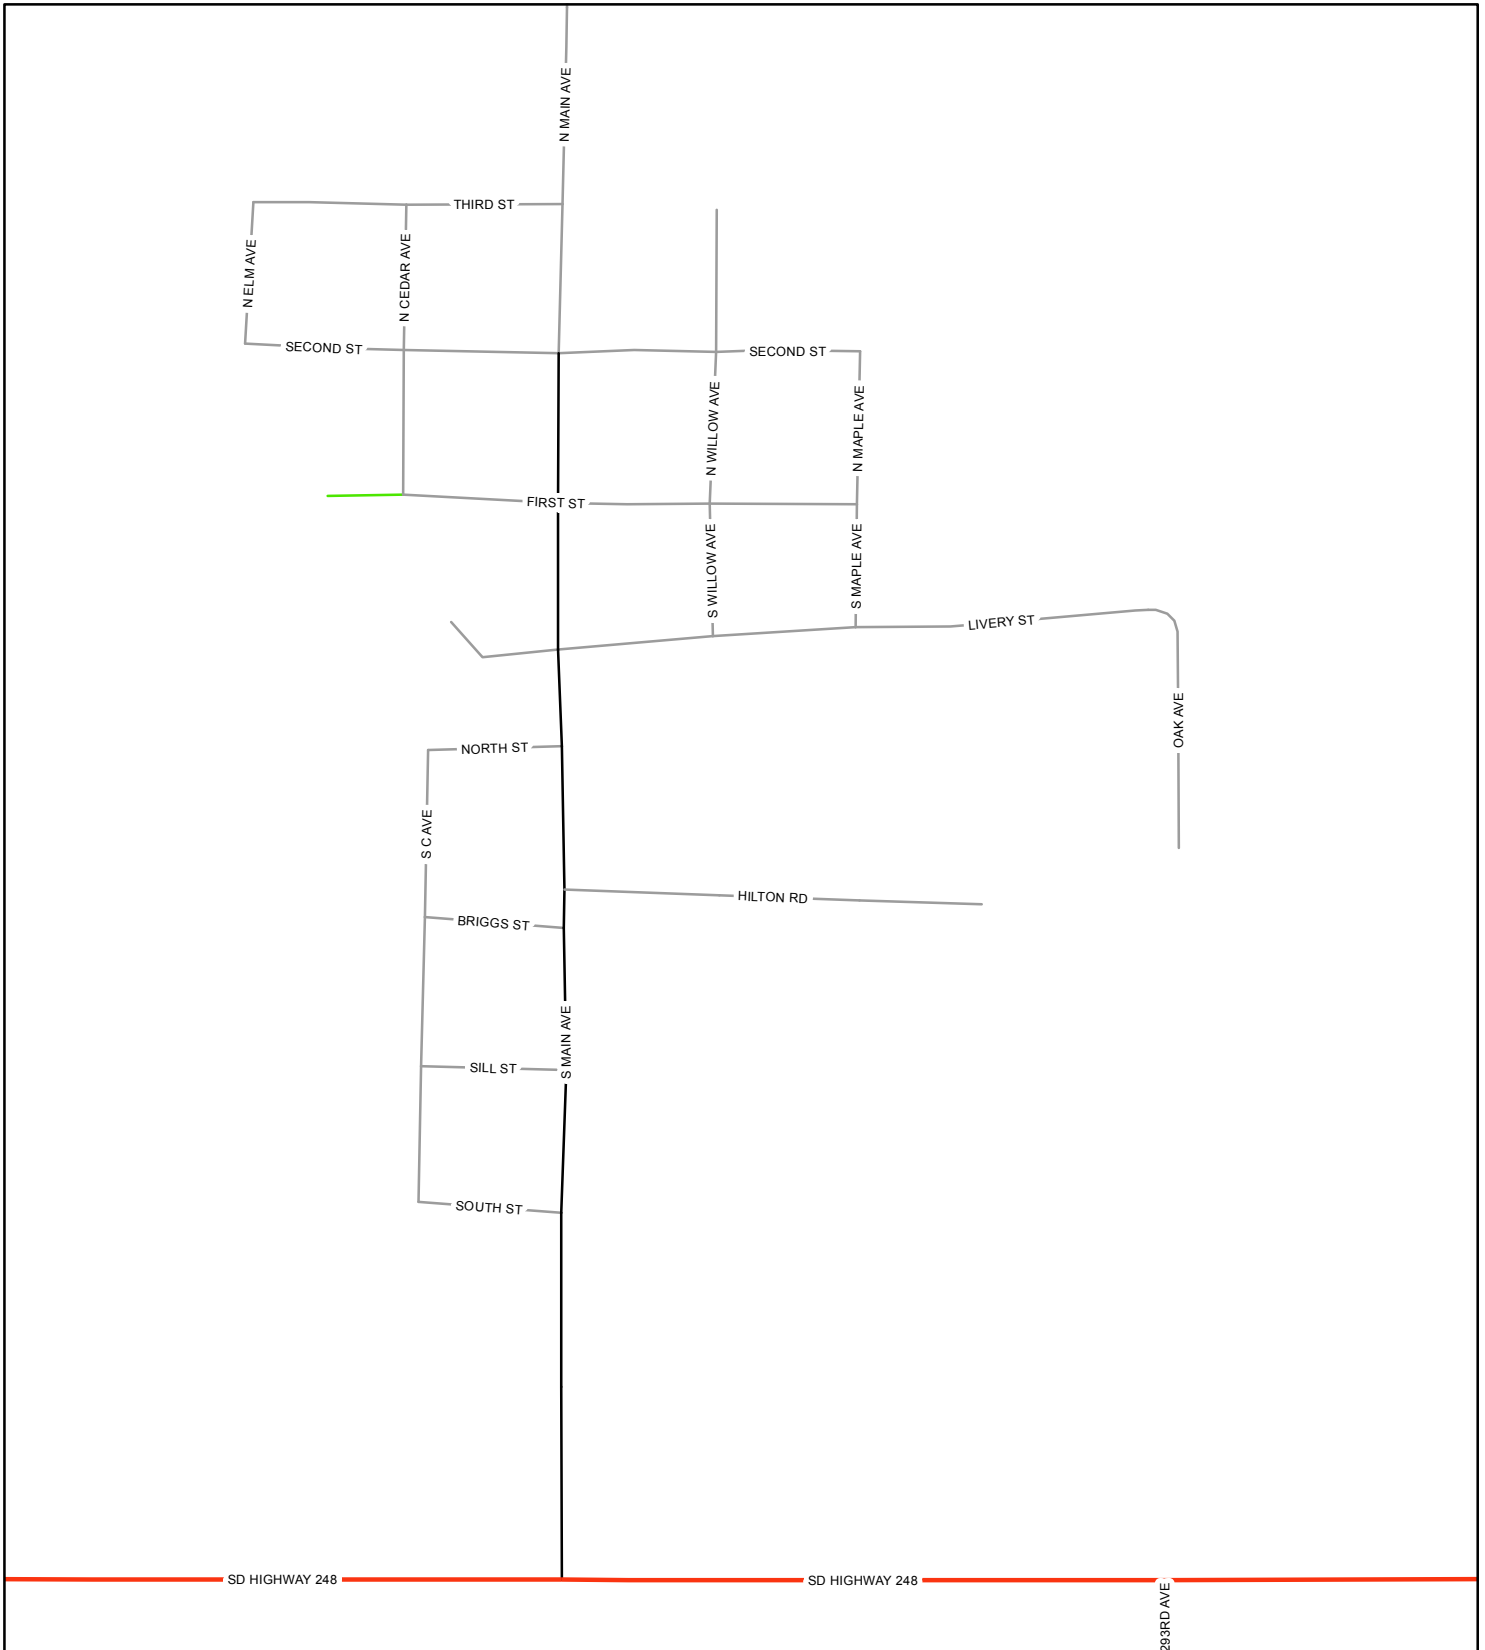 N MAIN AVE
THIRD ST
N ELM AVE
N CEDAR AVE
SECOND ST
SECOND ST
N WILLOW AVE
N MAPLE AVE
FIRST ST
S WILLOW AVE
S MAPLE AVE
LIVERY ST
OAK AVE
NORTH ST
S C AVE
HILTON RD
BRIGGS ST
S MAIN AVE
SILL ST
SOUTH ST
SD HIGHWAY 248
SD HIGHWAY 248
293RD AVE